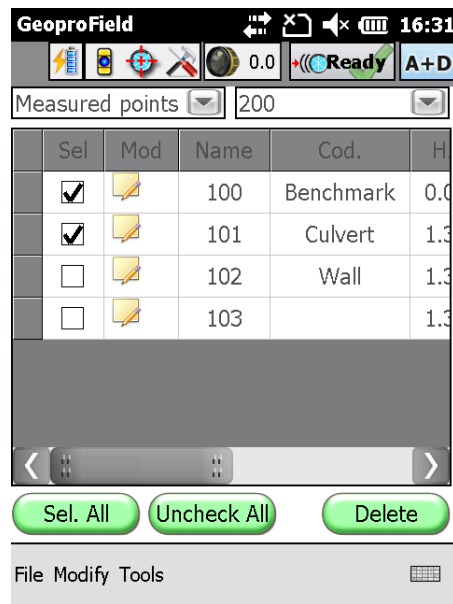 GeoproField 16:31
0.0 Ready A+D
Measured points 200
Sel Mod Name Cod. H.
100 Benchmark 0.0
101 Culvert 1.3
102 Wall 1.3
103 1.3
Sel. All Uncheck All Delete
File Modify Tools